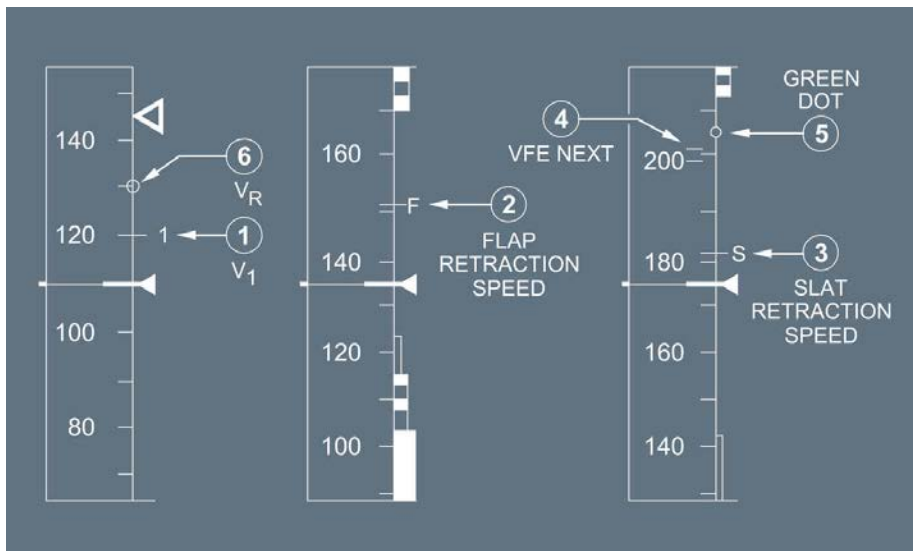 140
6
VR
120
1
1
V1
100
80
160
F
2
FLAP
RETRACTION
SPEED
140
120
100
GREEN
DOT
4
5
VFE NEXT
200
S
3
180
SLAT
RETRACTION
SPEED
160
140